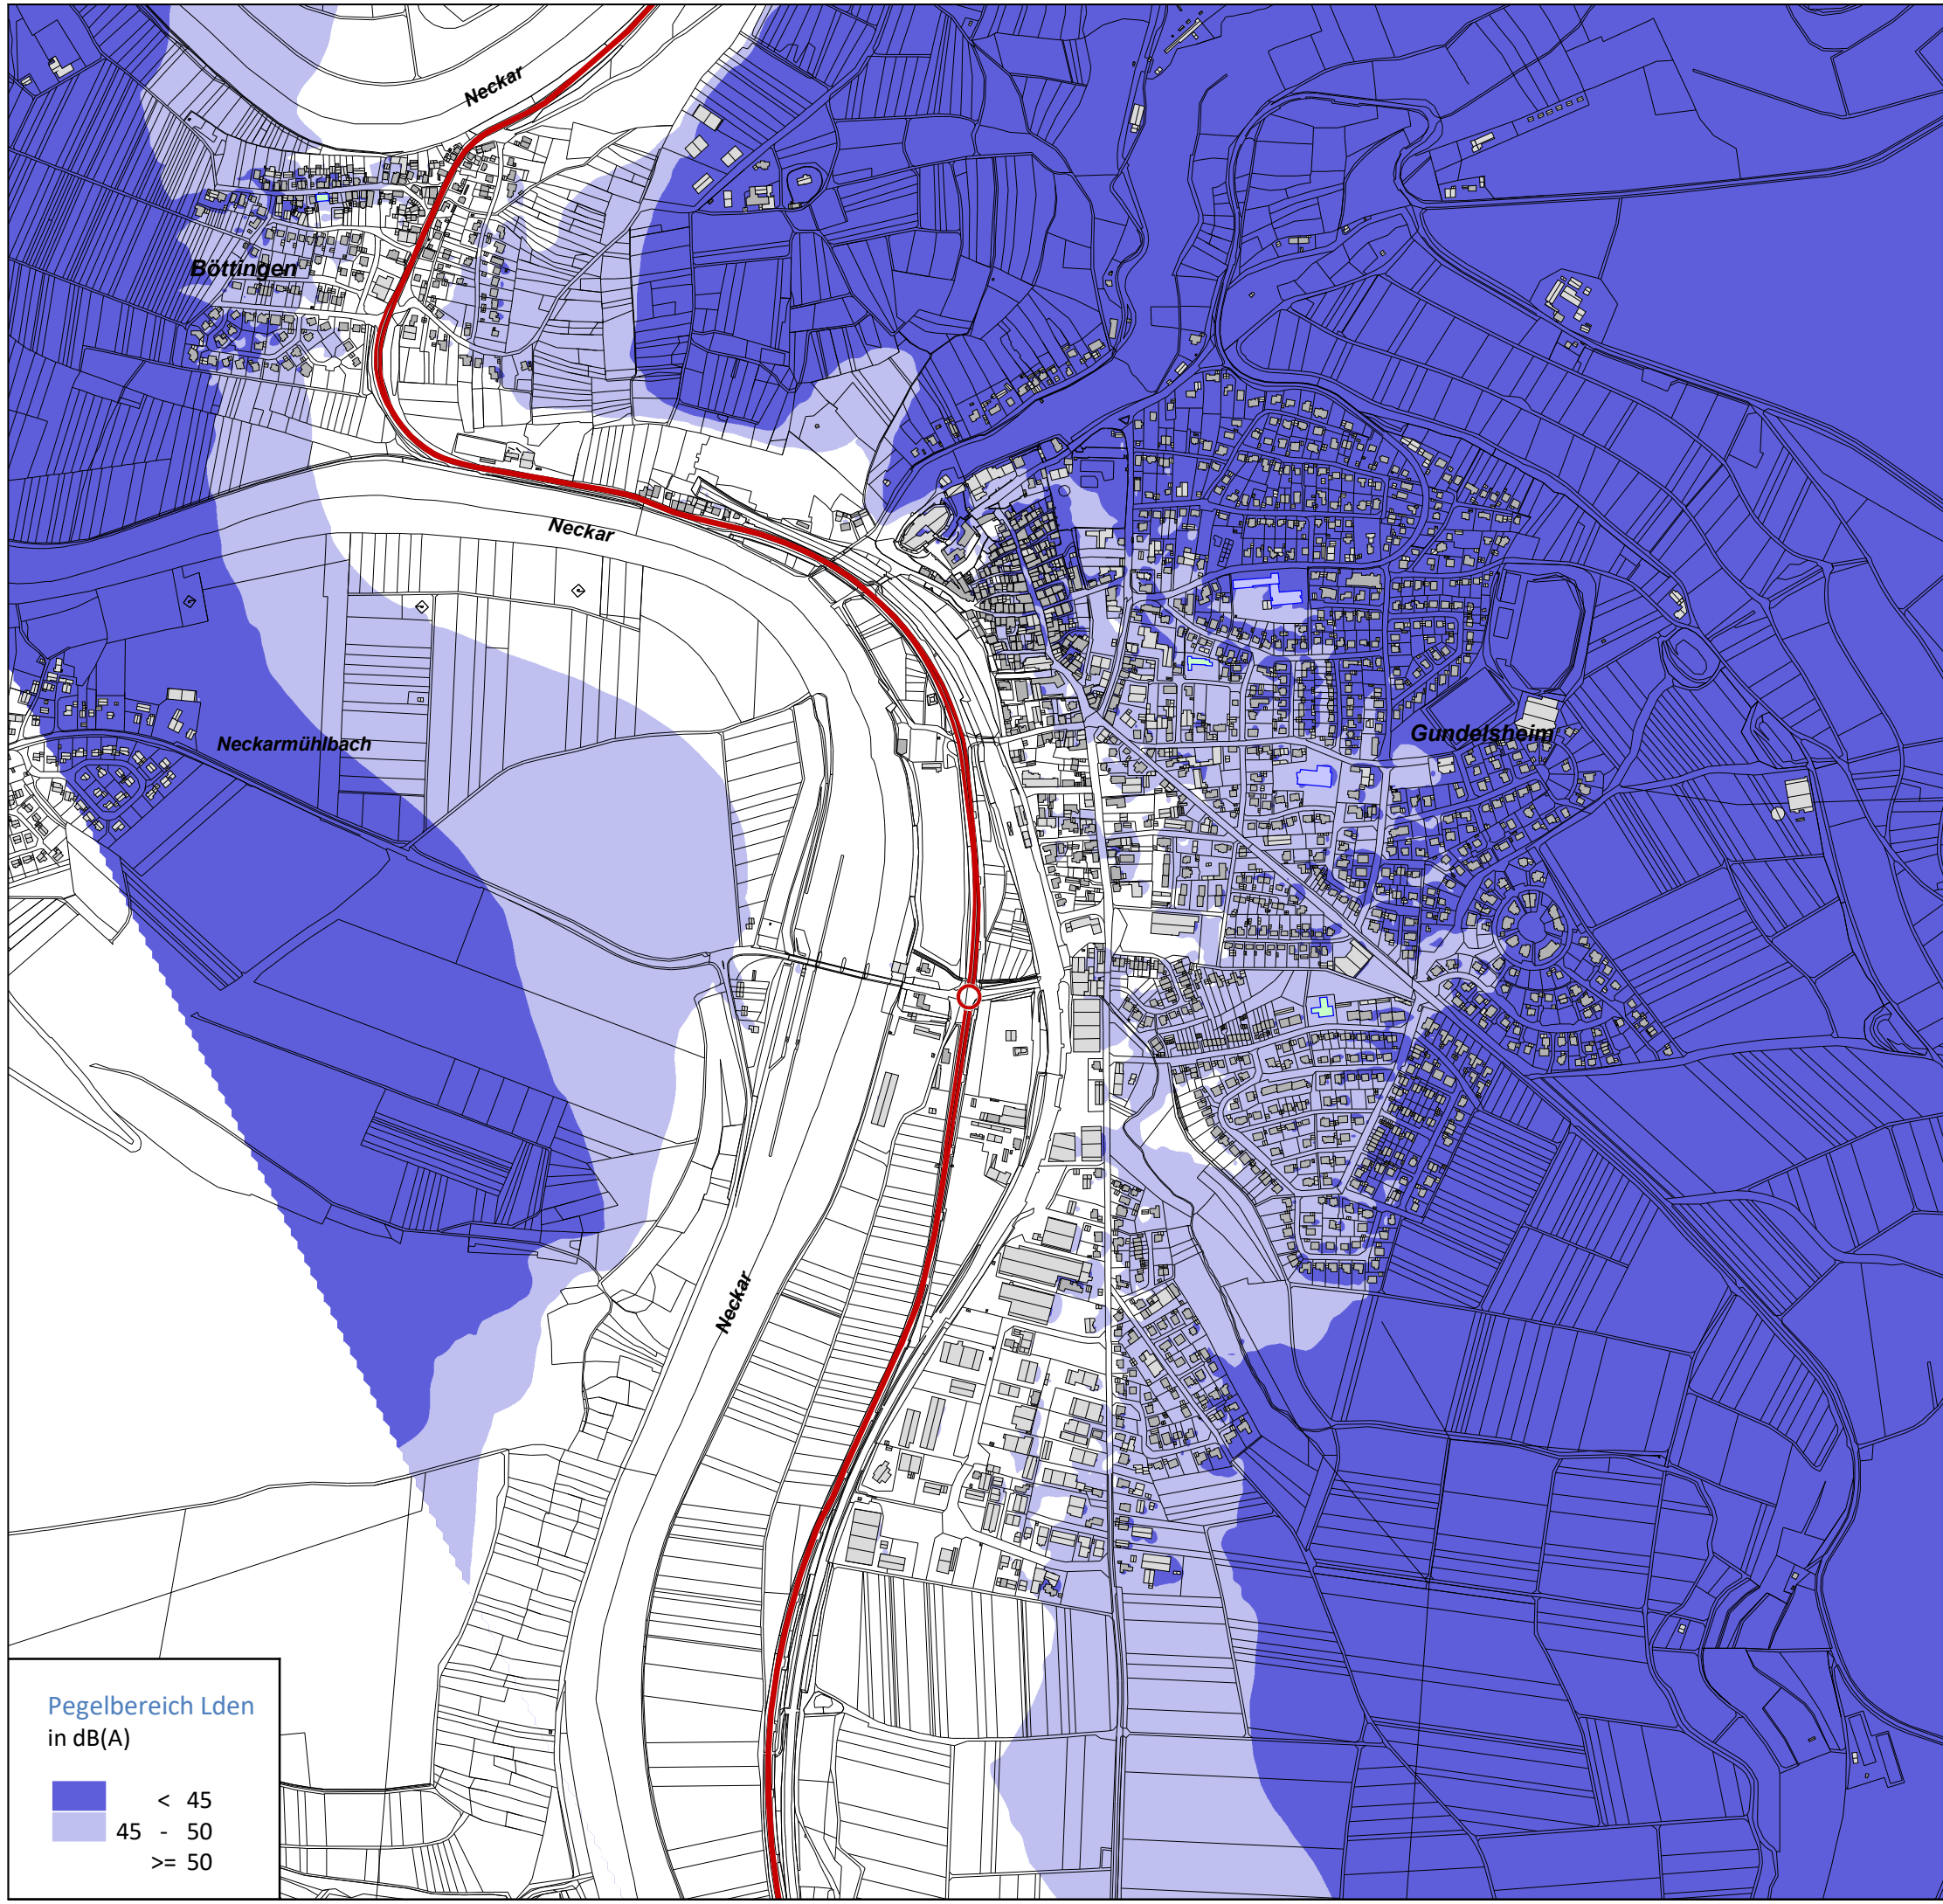 Neckar
Böttingen
Neckar
Neckarmühlbach
Gundelsheim
Neckar
Pegelbereich Lden
in dB(A)
< 45
45 - 50
>= 50